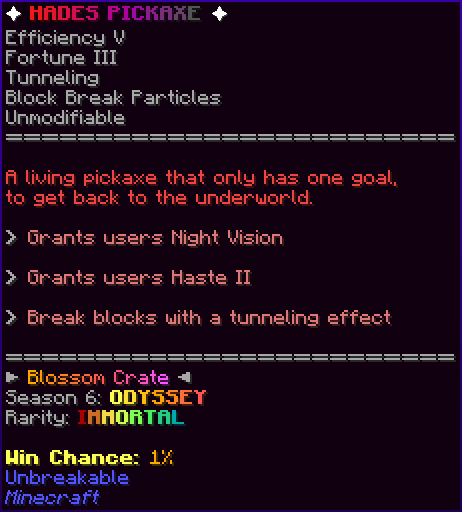 ✦ HADES PICKAXE ✦
Efficiency V
Fortune III
Tunneling
Block Break Particles
Unmodifiable
==================================
A living pickaxe that only has one goal,
to get back to the underworld.
> Grants users Night Vision
> Grants users Haste II
> Break blocks with a tunneling effect
==================================
► Blossom Crate ◄
Season 6: ODYSSEY
Rarity: IMMORTAL
Win Chance: 1%
Unbreakable
Minecraft